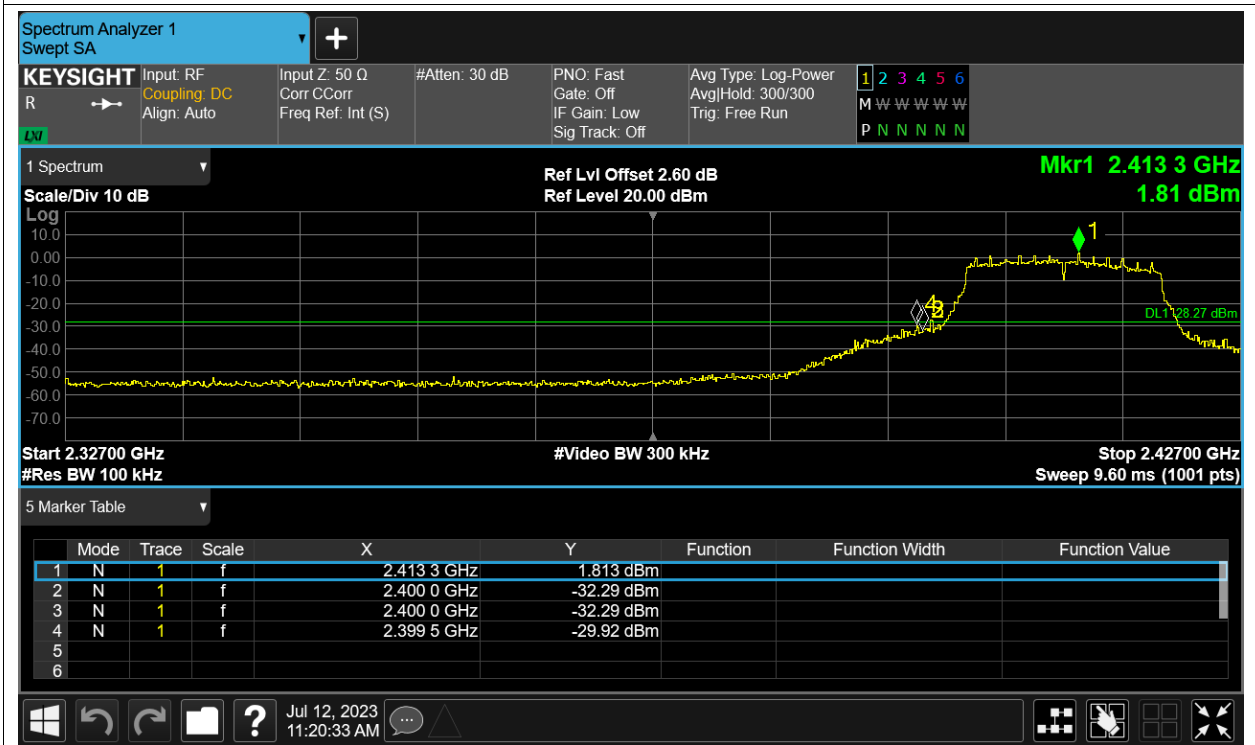 Spectrum Analyzer 1
Swept SA
KEYSIGHT Input: RF Input Z: 50 Ω #Atten: 30 dB PNO: Fast Avg Type: Log-Power 1 2 3 4 5 6
R Coupling: DC Corr CCorr Gate: Off Avg|Hold: 300/300 M W W W W W
Align: Auto Freq Ref: Int (S) IF Gain: Low Trig: Free Run
LXI Sig Track: Off P N N N N N
1 Spectrum Ref Lvl Offset 2.60 dB Mkr1 2.413 3 GHz
Scale/Div 10 dB Ref Level 20.00 dBm 1.81 dBm
Log
10.0 1
0.00
-10.0
-20.0 4
-30.0 DL1 -28.27 dBm
-40.0
-50.0
-60.0
-70.0
Start 2.32700 GHz #Video BW 300 kHz Stop 2.42700 GHz
#Res BW 100 kHz Sweep 9.60 ms (1001 pts)
5 Marker Table
Mode Trace Scale X Y Function Function Width Function Value
1 N 1 f 2.413 3 GHz 1.813 dBm
2 N 1 f 2.400 0 GHz -32.29 dBm
3 N 1 f 2.400 0 GHz -32.29 dBm
4 N 1 f 2.399 5 GHz -29.92 dBm
5
6
? Jul 12, 2023
11:20:33 AM